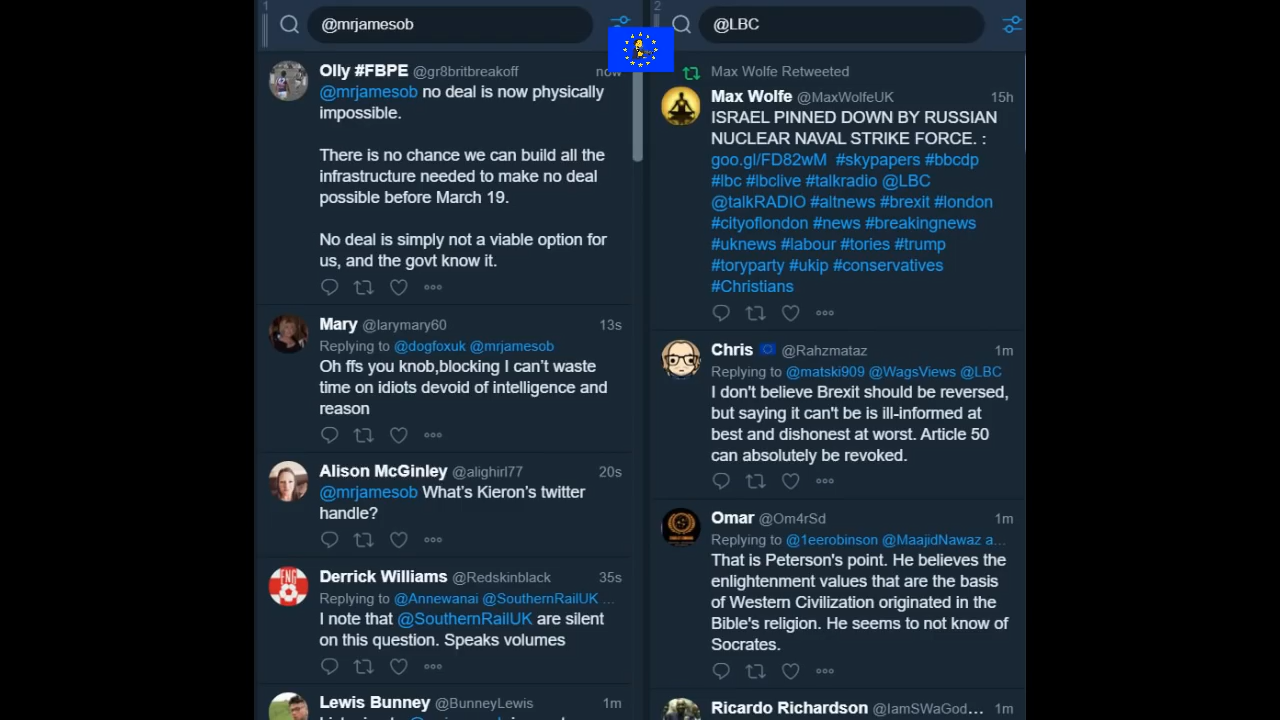 1
@mrjamesob
Olly #FBPE @gr8britbreakoff now
@mrjamesob no deal is now physically
impossible.
There is no chance we can build all the
infrastructure needed to make no deal
possible before March 19.
No deal is simply not a viable option for
us, and the govt know it.
Mary @larymary60 13s
Replying to @dogfoxuk @mrjamesob
Oh ffs you knob,blocking I can't waste
time on idiots devoid of intelligence and
reason
Alison McGinley @alighirl77 20s
@mrjamesob What's Kieron's twitter
handle?
Derrick Williams @Redskinblack 35s
Replying to @Annewanai @SouthernRailUK ...
I note that @SouthernRailUK are silent
on this question. Speaks volumes
Lewis Bunney @BunneyLewis 1m
2
@LBC
Max Wolfe Retweeted
Max Wolfe @MaxWolfeUK 15h
ISRAEL PINNED DOWN BY RUSSIAN
NUCLEAR NAVAL STRIKE FORCE. :
goo.gl/FD82wM #skypapers #bbcdp
#lbc #lbclive #talkradio @LBC
@talkRADIO #altnews #brexit #london
#cityoflondon #news #breakingnews
#uknews #labour #tories #trump
#toryparty #ukip #conservatives
#Christians
Chris @Rahzmataz 1m
Replying to @matski909 @WagsViews @LBC
I don't believe Brexit should be reversed,
but saying it can't be is ill-informed at
best and dishonest at worst. Article 50
can absolutely be revoked.
Omar @Om4rSd 1m
Replying to @1eerobinson @MaajidNawaz a...
That is Peterson's point. He believes the
enlightenment values that are the basis
of Western Civilization originated in the
Bible's religion. He seems to not know of
Socrates.
Ricardo Richardson @IamSWaGod... 1m